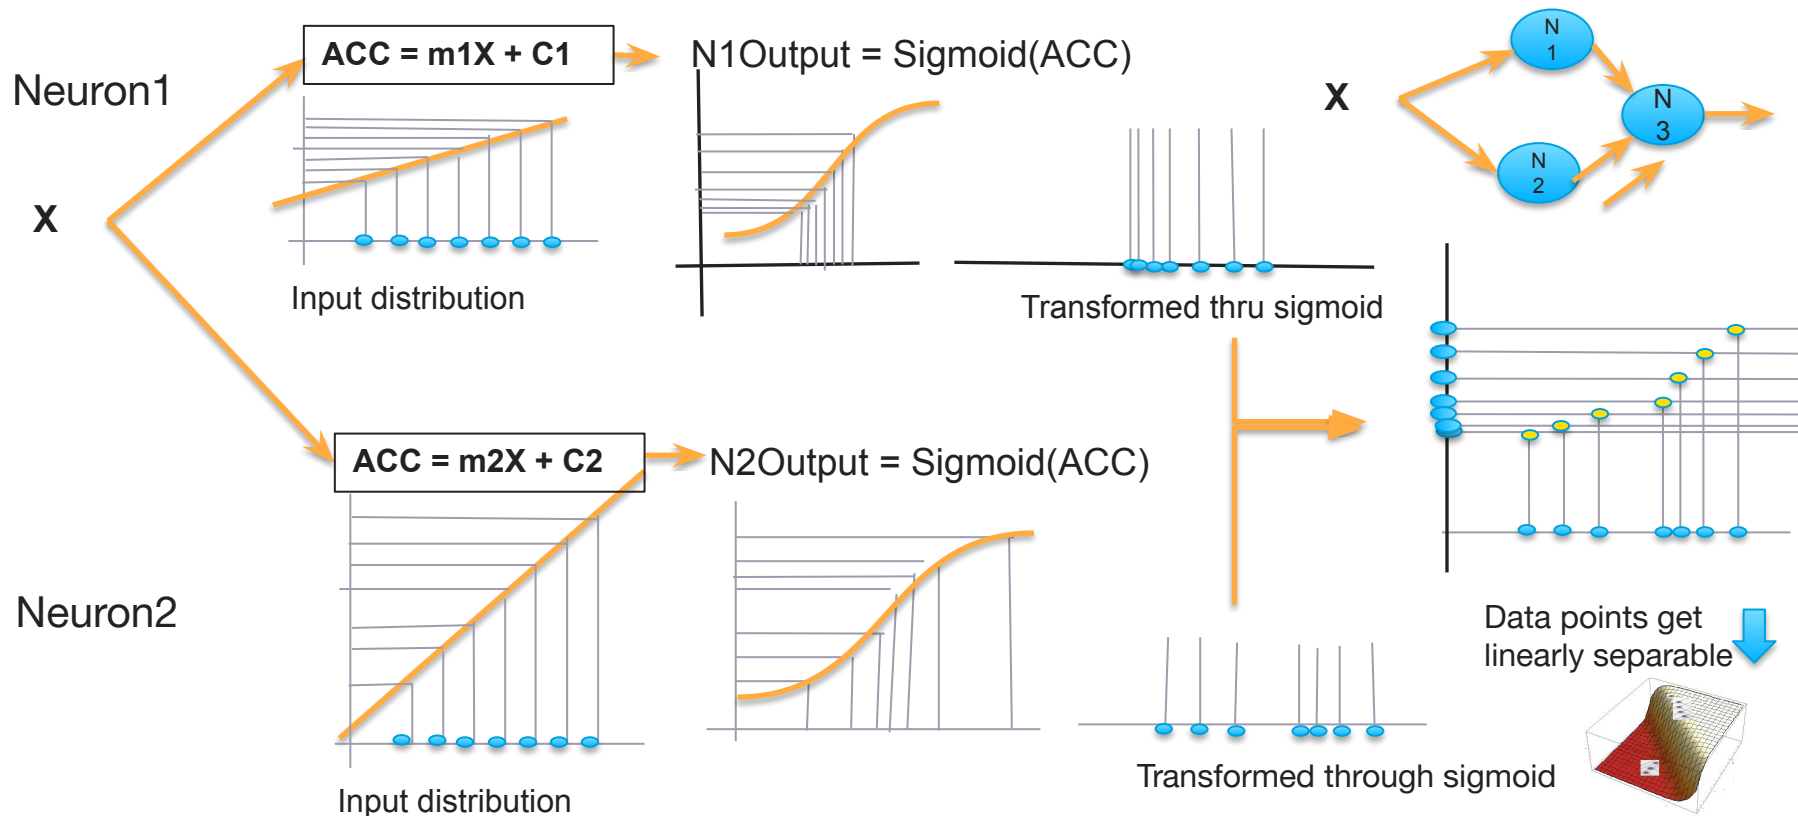 Neuron1
X
ACC = m1X + C1
N1Output = Sigmoid(ACC)
Input distribution
Transformed thru sigmoid
X
N
1
N
2
N
3
Neuron2
ACC = m2X + C2
N2Output = Sigmoid(ACC)
Input distribution
Transformed through sigmoid
Data points get
linearly separable